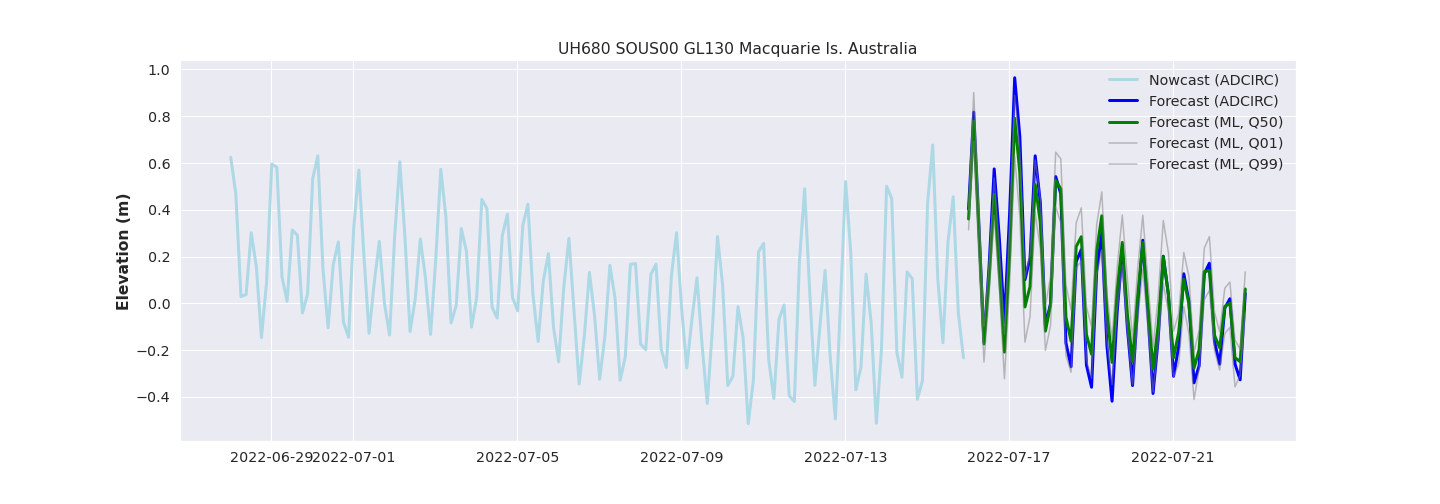 UH680 SOUS00 GL130 Macquarie Is. Australia
Nowcast (ADCIRC)
Forecast (ADCIRC)
Forecast (ML, Q50)
Forecast (ML, Q01)
Forecast (ML, Q99)
Elevation (m)
1.0
0.8
0.6
0.4
0.2
0.0
−0.2
−0.4
2022-06-29 2022-07-01 2022-07-05 2022-07-09 2022-07-13 2022-07-17 2022-07-21